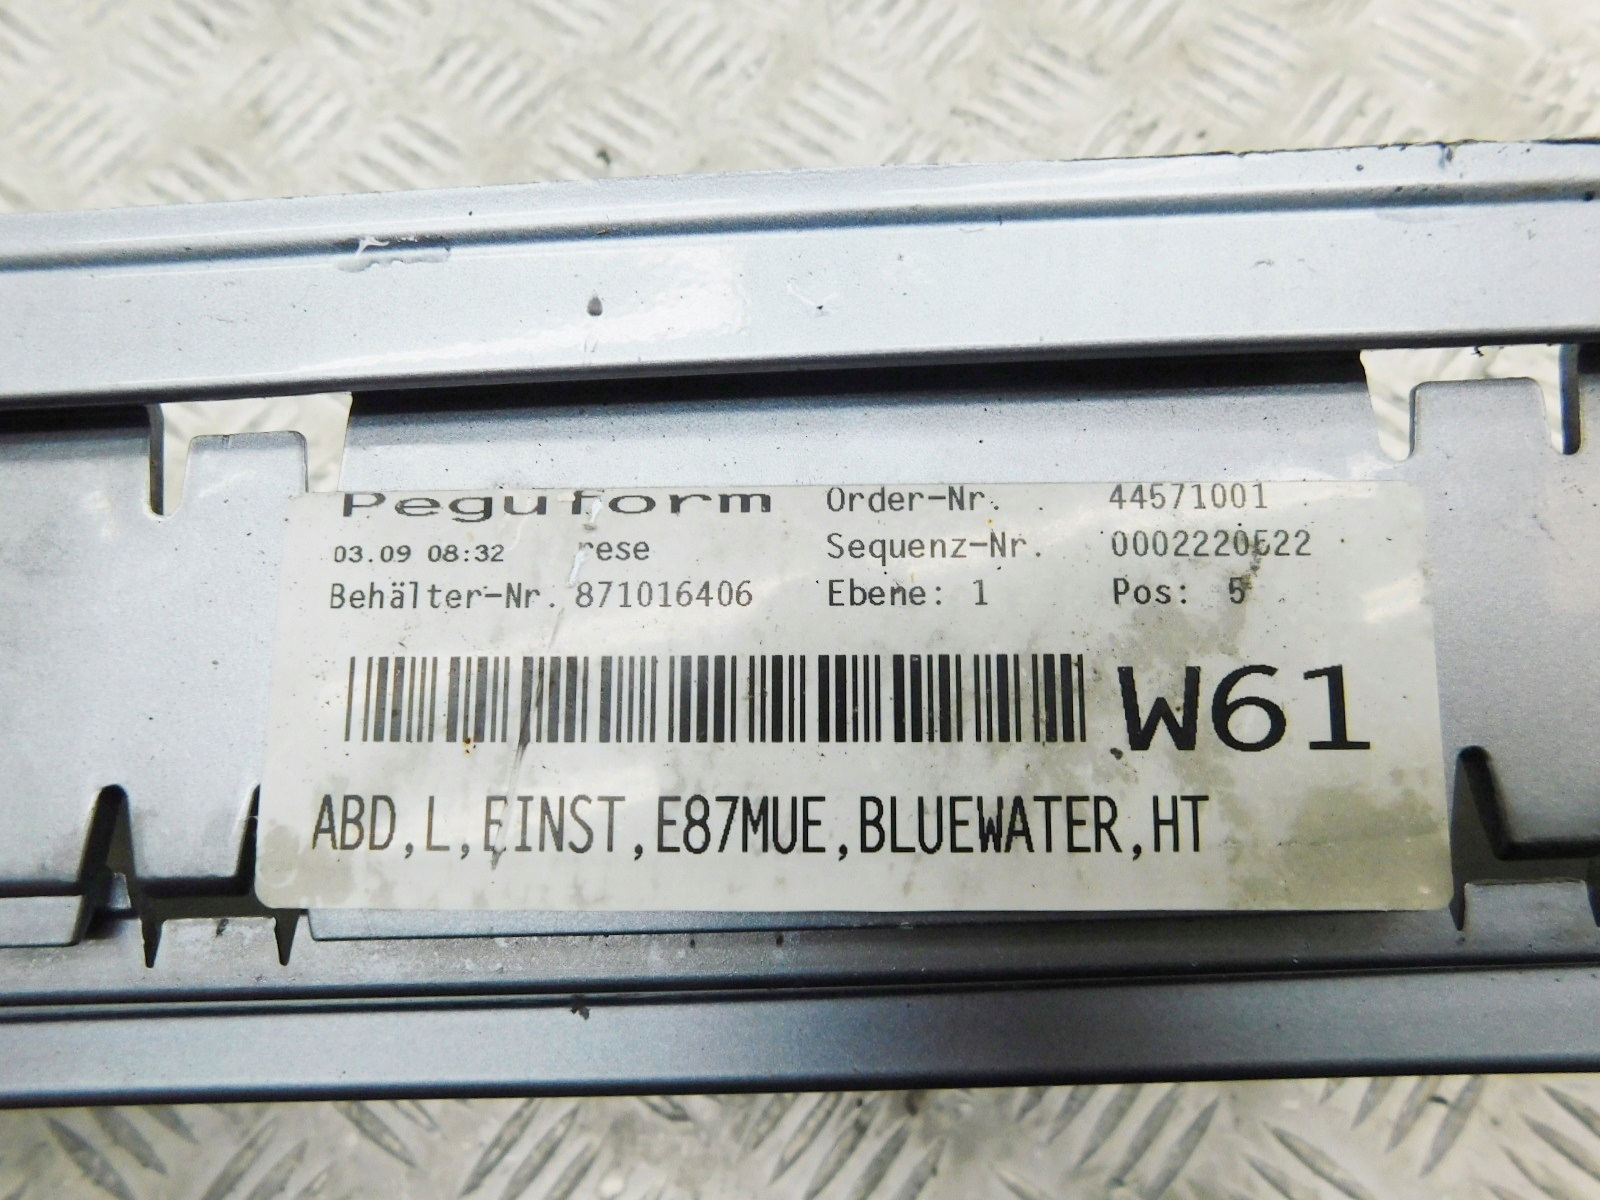 Peguform Order-Nr. 44571001
03.09 08:32 rese Sequenz-Nr. 0002220522
Behälter-Nr. 871016406 Ebene: 1 Pos: 5
W61
ABD,L,EINST,E87MUE,BLUEWATER,HT